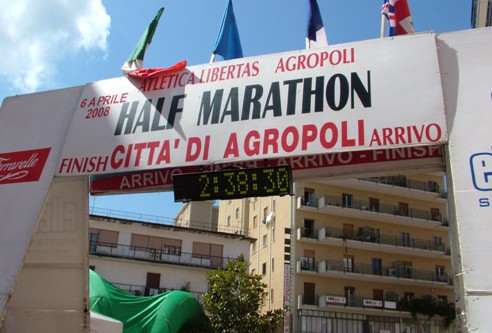 ATLETICA LIBERTAS AGROPOLI
6 APRILE
2008
HALF MARATHON
FINISH CITTA' DI AGROPOLI ARRIVO
ARRIVO - FINISH - ARRIVO - FINISH
2:38:30
Ferrarelle